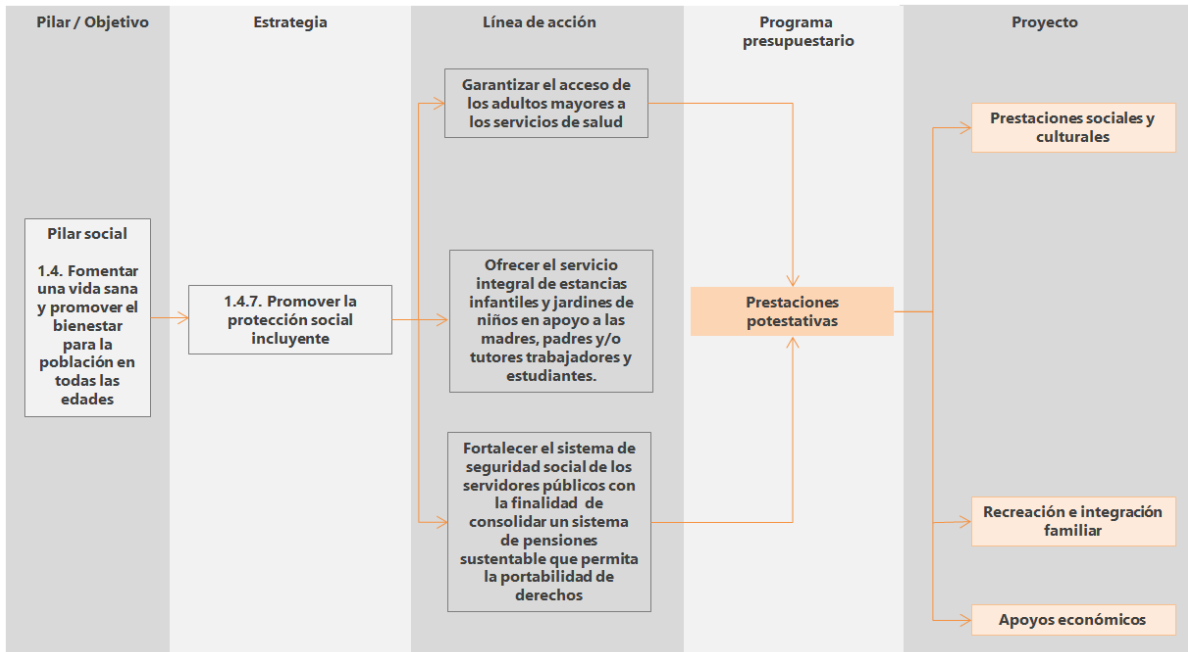 Pilar / Objetivo
Estrategia
Línea de acción
Programa
presupuestario
Proyecto
Pilar social
1.4. Fomentar
una vida sana
y promover el
bienestar
para la
población en
todas las
edades
1.4.7. Promover la
protección social
incluyente
Garantizar el acceso de
los adultos mayores a
los servicios de salud
Ofrecer el servicio
integral de estancias
infantiles y jardines de
niños en apoyo a las
madres, padres y/o
tutores trabajadores y
estudiantes.
Fortalecer el sistema de
seguridad social de los
servidores públicos con
la finalidad  de
consolidar un sistema
de pensiones
sustentable que permita
la portabilidad de
derechos
Prestaciones
potestativas
Prestaciones sociales y
culturales
Recreación e integración
familiar
Apoyos económicos